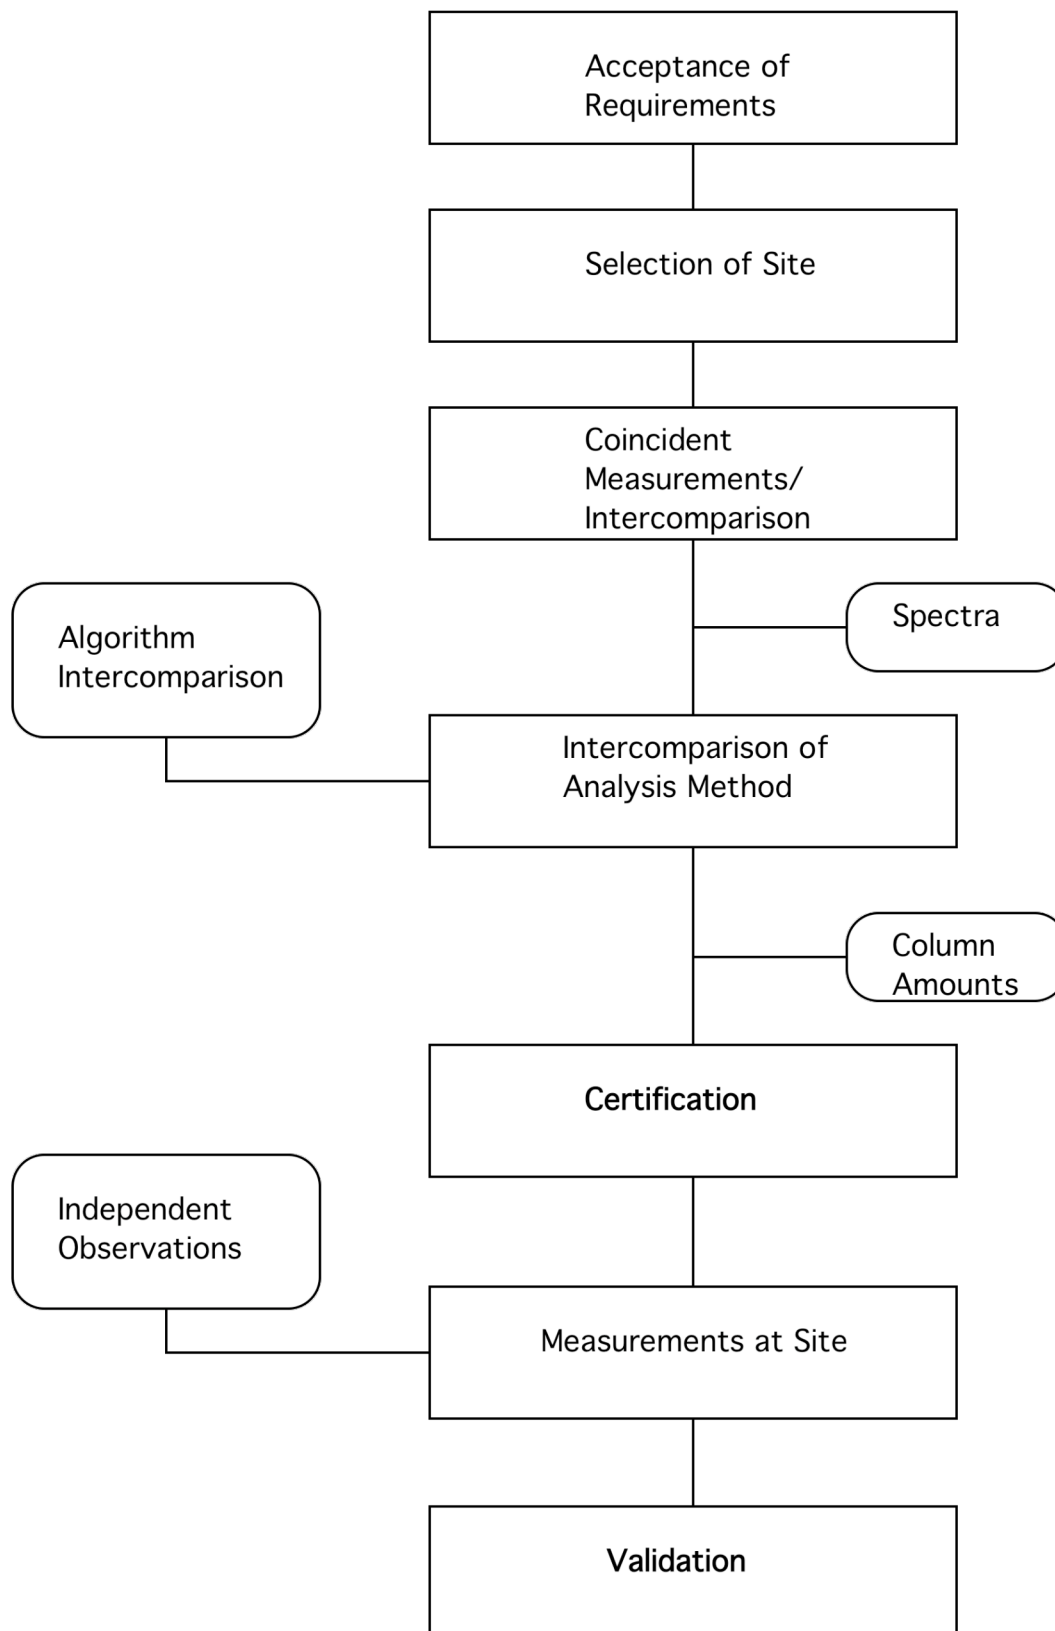 Acceptance of
Requirements
Selection of Site
Coincident
Measurements/
Intercomparison
Spectra
Algorithm
Intercomparison
Intercomparison of
Analysis Method
Column
Amounts
Certification
Independent
Observations
Measurements at Site
Validation